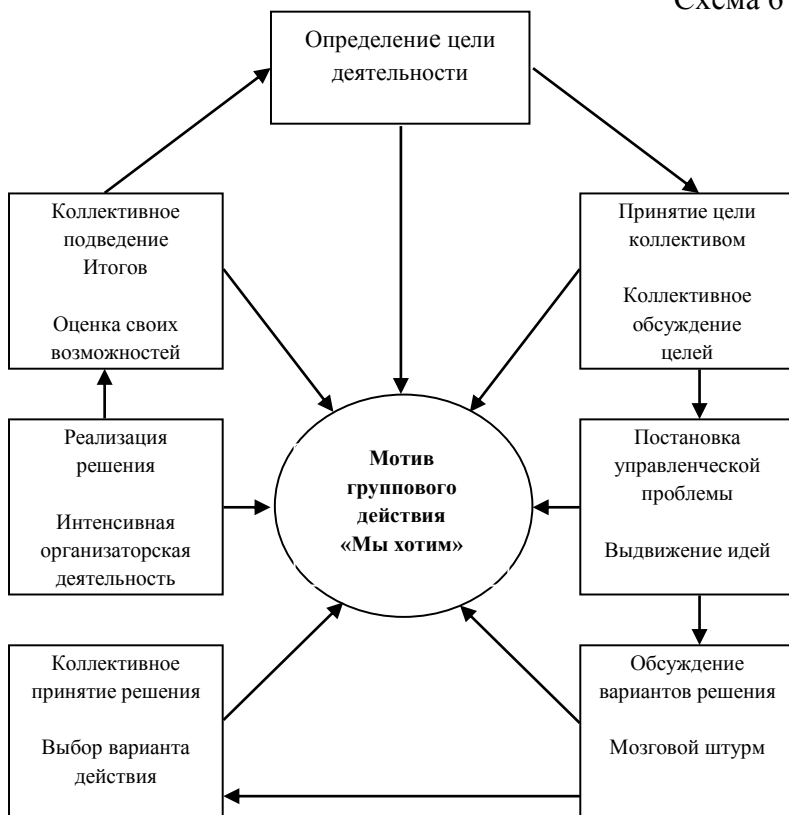 Схема 6
Определение цели
деятельности
Коллективное
подведение
Итогов
Оценка своих
возможностей
Принятие цели
коллективом
Коллективное
обсуждение
целей
Реализация
решения
Интенсивная
организаторская
деятельность
Мотив
группового
действия
«Мы хотим»
Постановка
управленческой
проблемы
Выдвижение идей
Коллективное
принятие решения
Выбор варианта
действия
Обсуждение
вариантов решения
Мозговой штурм